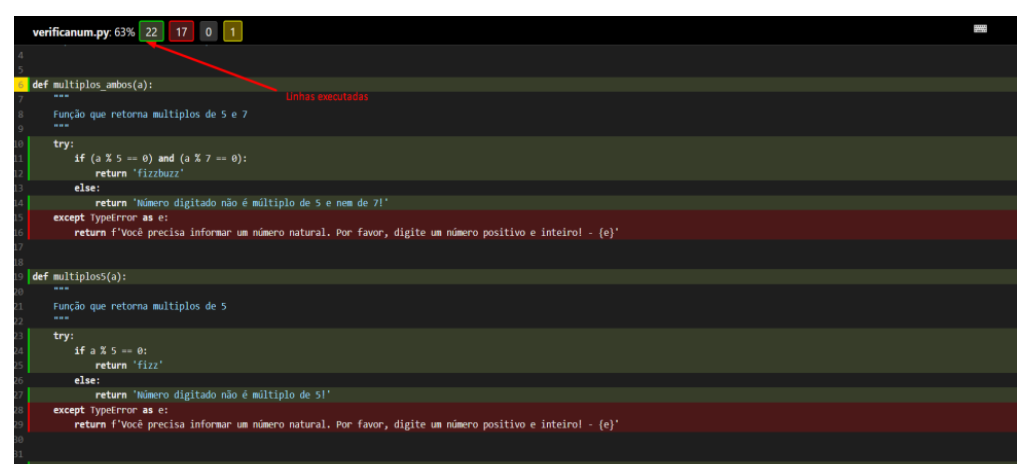 verificanum.py: 63% 22 17 0 1
4
5
6 def multiplos_ambos(a):
7 """
Linhas executadas
8 Função que retorna multiplos de 5 e 7
9 """
10 try:
11 if (a % 5 == 0) and (a % 7 == 0):
12 return 'fizzbuzz'
13 else:
14 return 'Número digitado não é múltiplo de 5 e nem de 7!'
15 except TypeError as e:
16 return f'Você precisa informar um número natural. Por favor, digite um número positivo e inteiro! - {e}'
17
18
19 def multiplos5(a):
20 """
21 Função que retorna multiplos de 5
22 """
23 try:
24 if a % 5 == 0:
25 return 'fizz'
26 else:
27 return 'Número digitado não é múltiplo de 5!'
28 except TypeError as e:
29 return f'Você precisa informar um número natural. Por favor, digite um número positivo e inteiro! - {e}'
30
31